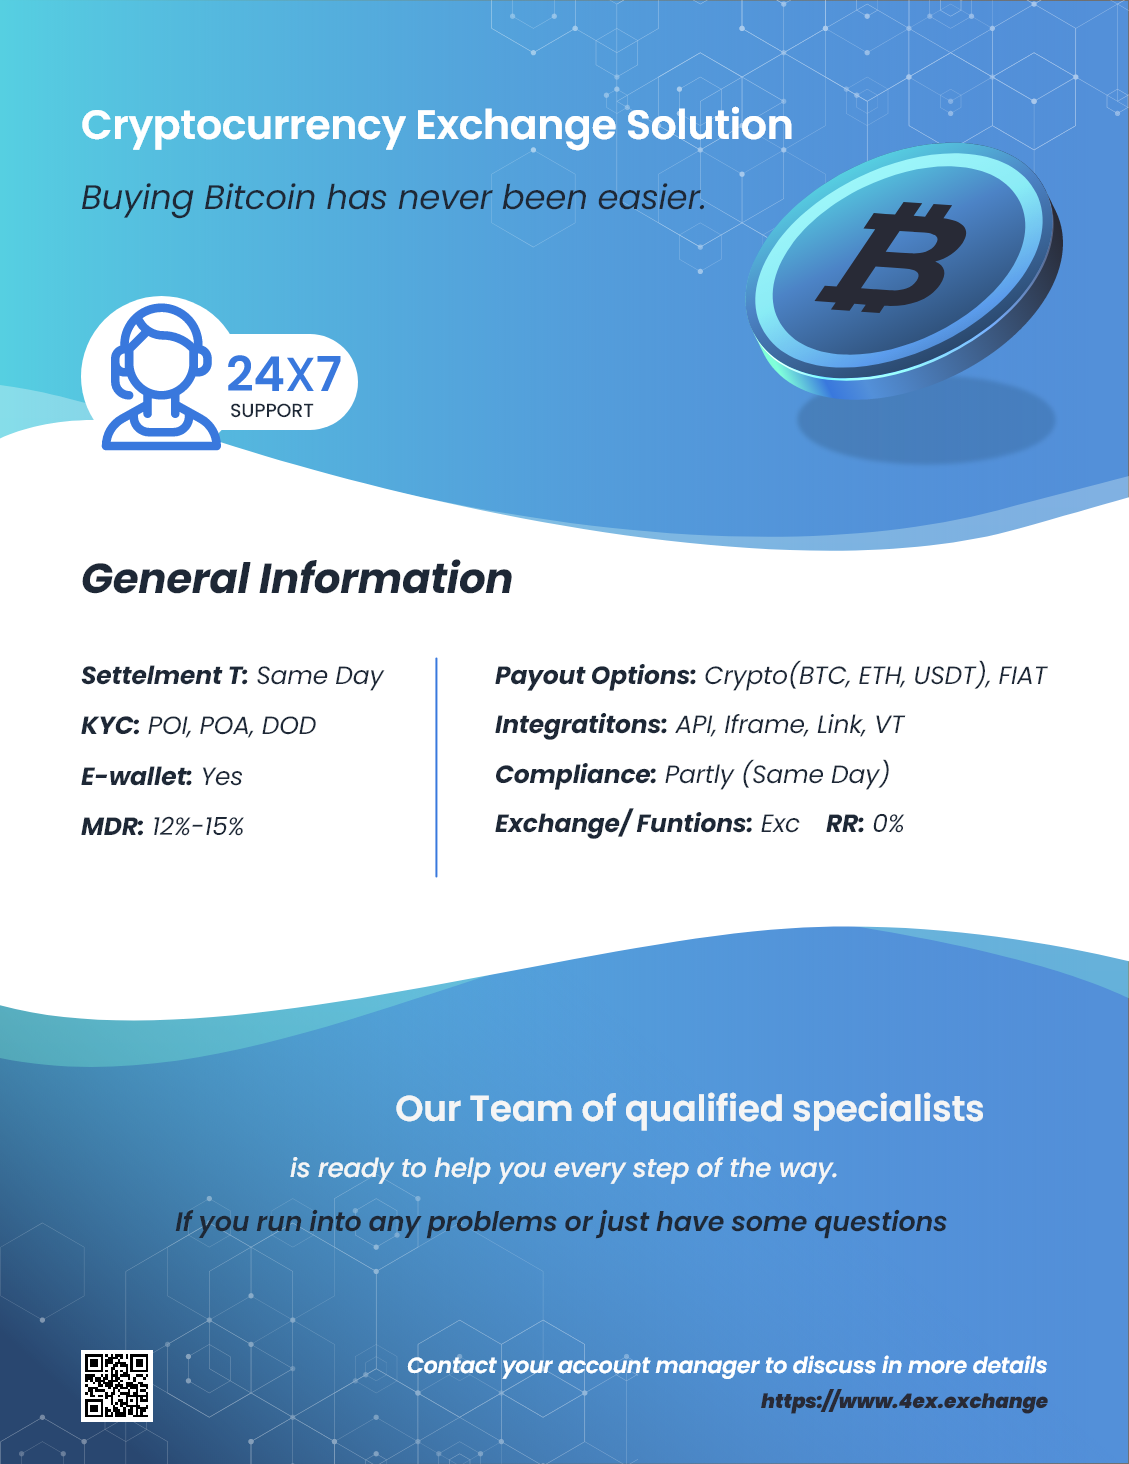 Cryptocurrency Exchange Solution
Buying Bitcoin has never been easier.
24X7
SUPPORT
General Information
Settelment T: Same Day
KYC: POI, POA, DOD
E-wallet: Yes
MDR: 12%-15%
Payout Options: Crypto(BTC, ETH, USDT), FIAT
Integratitons: API, Iframe, Link, VT
Compliance: Partly (Same Day)
Exchange/ Funtions: Exc RR: 0%
Our Team of qualified specialists
is ready to help you every step of the way.
If you run into any problems or just have some questions
Contact your account manager to discuss in more details
https://www.4ex.exchange